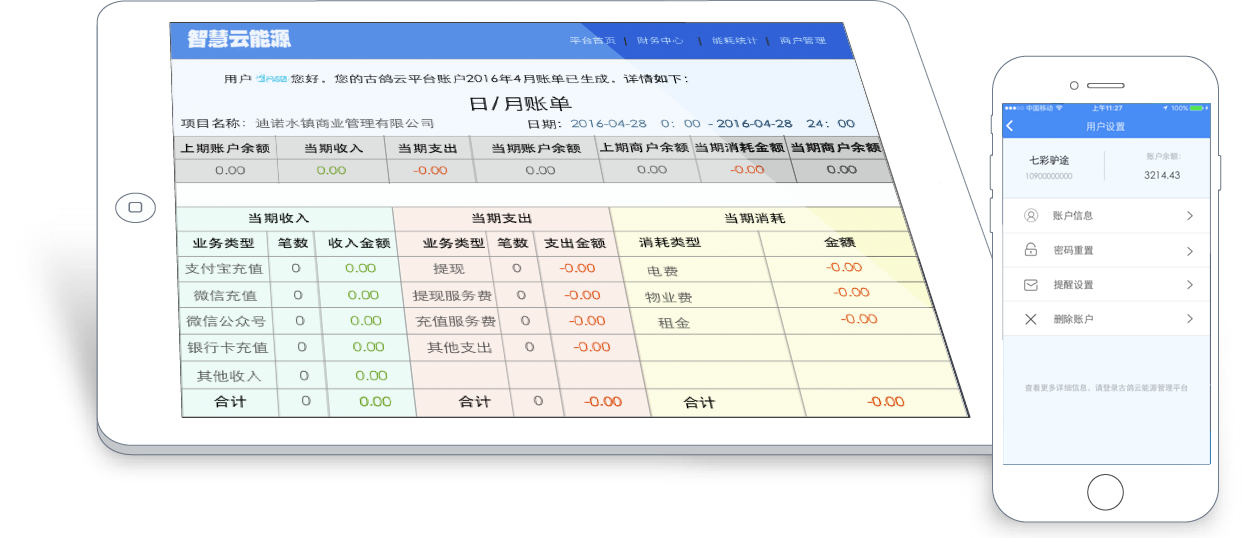 智慧云能源
平台首页 | 财务中心 | 能耗统计 | 商户管理
用户 您好。您的古鸽云平台账户2016年4月账单已生成。详情如下:
日/月账单
项目名称: 迪诺水镇商业管理有限公司 日期: 2016-04-28 0: 00 - 2016-04-28 24: 00
上期账户余额 当期收入 当期支出 当期账户余额 上期商户余额 当期消耗金额 当期商户余额
0.00 0.00 -0.00 0.00 0.00 -0.00 0.00
当期收入 当期支出 当期消耗
业务类型 笔数 收入金额 业务类型 笔数 支出金额 消耗类型 金额
支付宝充值 0 0.00 提现 0 -0.00 电费 -0.00
微信充值 0 0.00 提现服务费 0 -0.00 物业费 -0.00
微信公众号 0 0.00 充值服务费 0 -0.00 租金 -0.00
银行卡充值 0 0.00 其他支出 0 -0.00
其他收入 0 0.00
合计 0 0.00 合计 0 -0.00 合计 -0.00
中国移动 上午11:27 100%
用户设置
七彩驴途 账户余额:
10900000000 3214.43
账户信息
密码重置
提醒设置
删除账户
查看更多详细信息，请登录古鸽云能源管理平台